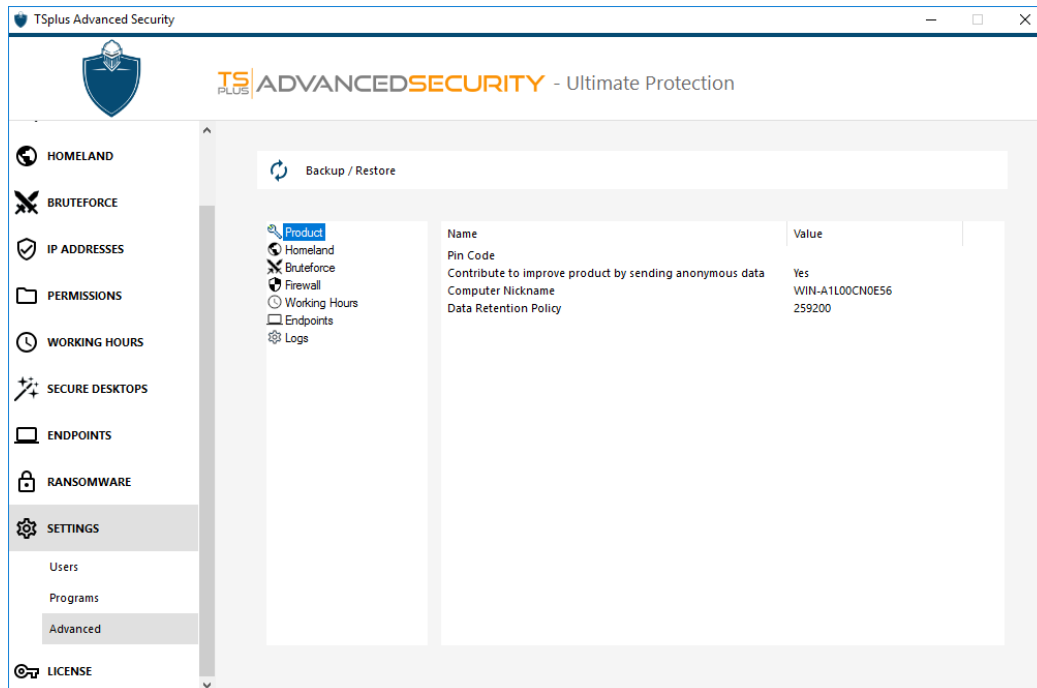 TSplus Advanced Security
TS PLUS ADVANCEDSECURITY - Ultimate Protection
HOMELAND
BRUTEFORCE
IP ADDRESSES
PERMISSIONS
WORKING HOURS
SECURE DESKTOPS
ENDPOINTS
RANSOMWARE
SETTINGS
Users
Programs
Advanced
LICENSE
Backup / Restore
Product
Homeland
Bruteforce
Firewall
Working Hours
Endpoints
Logs
Name Value
Pin Code
Contribute to improve product by sending anonymous data Yes
Computer Nickname WIN-A1L00CN0E56
Data Retention Policy 259200